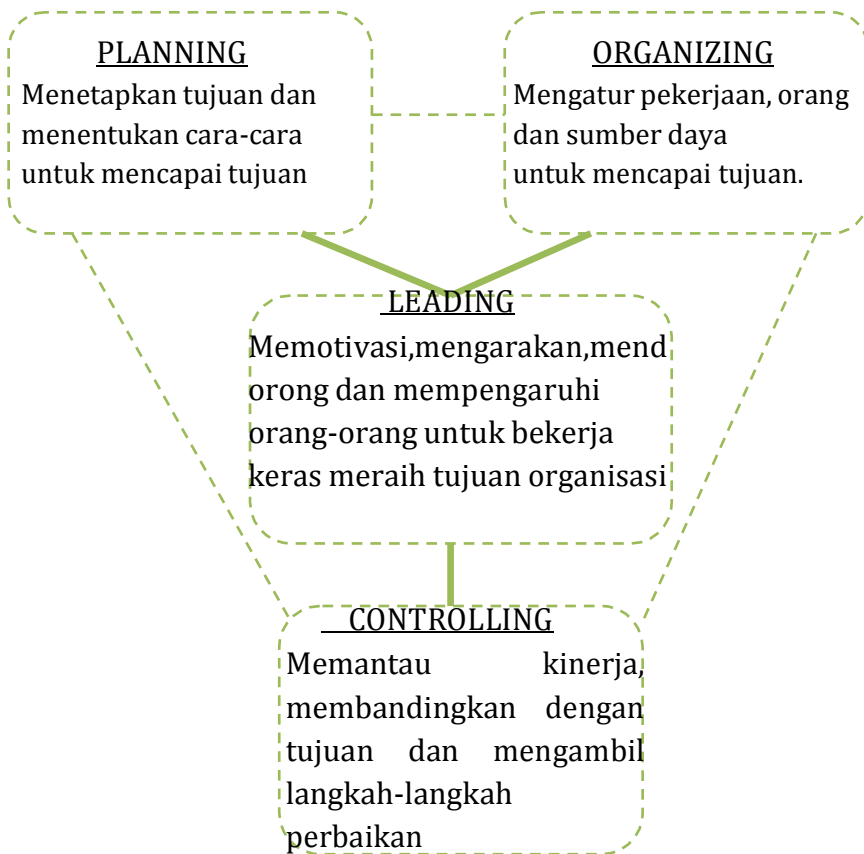 PLANNING
Menetapkan tujuan dan
menentukan cara-cara
untuk mencapai tujuan
ORGANIZING
Mengatur pekerjaan, orang
dan sumber daya
untuk mencapai tujuan.
LEADING
Memotivasi,mengarakan,mend
orong dan mempengaruhi
orang-orang untuk bekerja
keras meraih tujuan organisasi
CONTROLLING
Memantau kinerja,
membandingkan dengan
tujuan dan mengambil
langkah-langkah
perbaikan